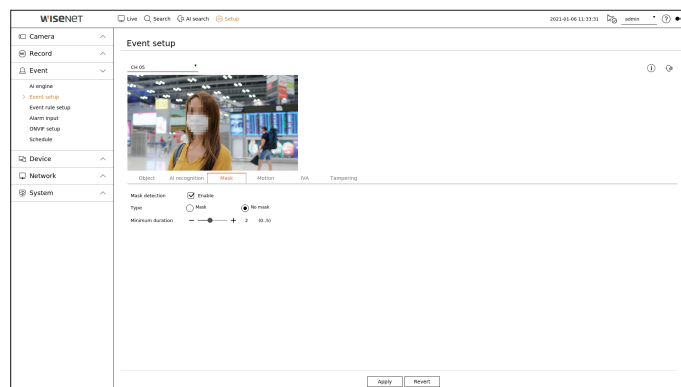 WISENET
Live Search AI search Setup
2021-01-06 11:33:31 admin ?
Camera
REC Record
Event
AI engine
> Event setup
Event rule setup
Alarm input
ONVIF setup
Schedule
Device
Network
System
Event setup
CH 05
i
Object AI recognition Mask Motion IVA Tampering
Mask detection Enable
Type Mask No mask
Minimum duration − + 2 (0..5)
Apply Revert